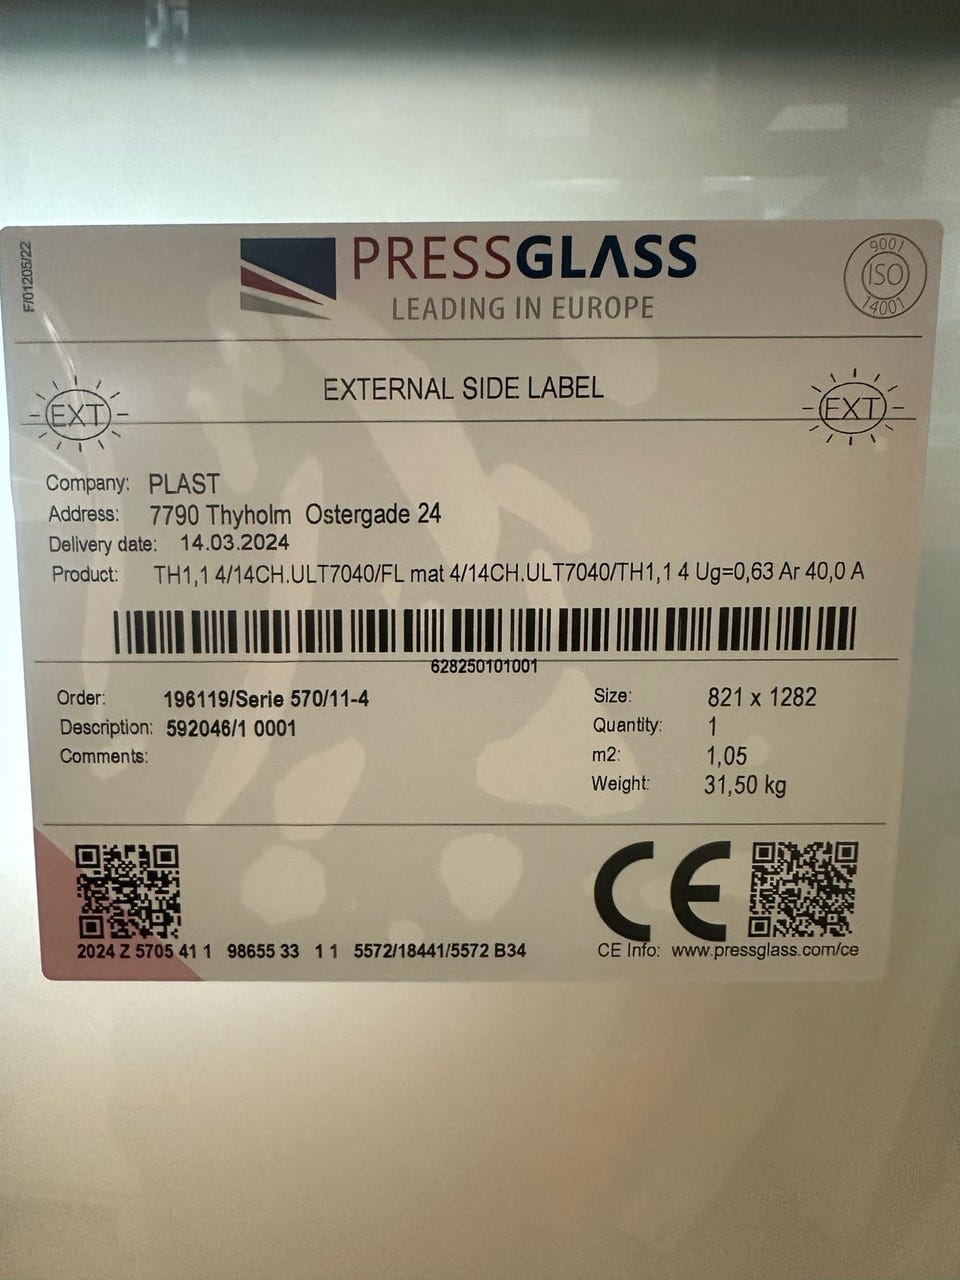 F/01205/22
PRESSGLASS
LEADING IN EUROPE
9001
ISO
14001
EXTERNAL SIDE LABEL
EXT
EXT
Company: PLAST
Address: 7790 Thyholm Ostergade 24
Delivery date: 14.03.2024
Product: TH1,1 4/14CH.ULT7040/FL mat 4/14CH.ULT7040/TH1,1 4 Ug=0,63 Ar 40,0 A
628250101001
Order: 196119/Serie 570/11-4
Description: 592046/1 0001
Comments:
Size: 821 x 1282
Quantity: 1
m2: 1,05
Weight: 31,50 kg
CE
2024 Z 5705 41 1 98655 33 1 1 5572/18441/5572 B34
CE Info: www.pressglass.com/ce